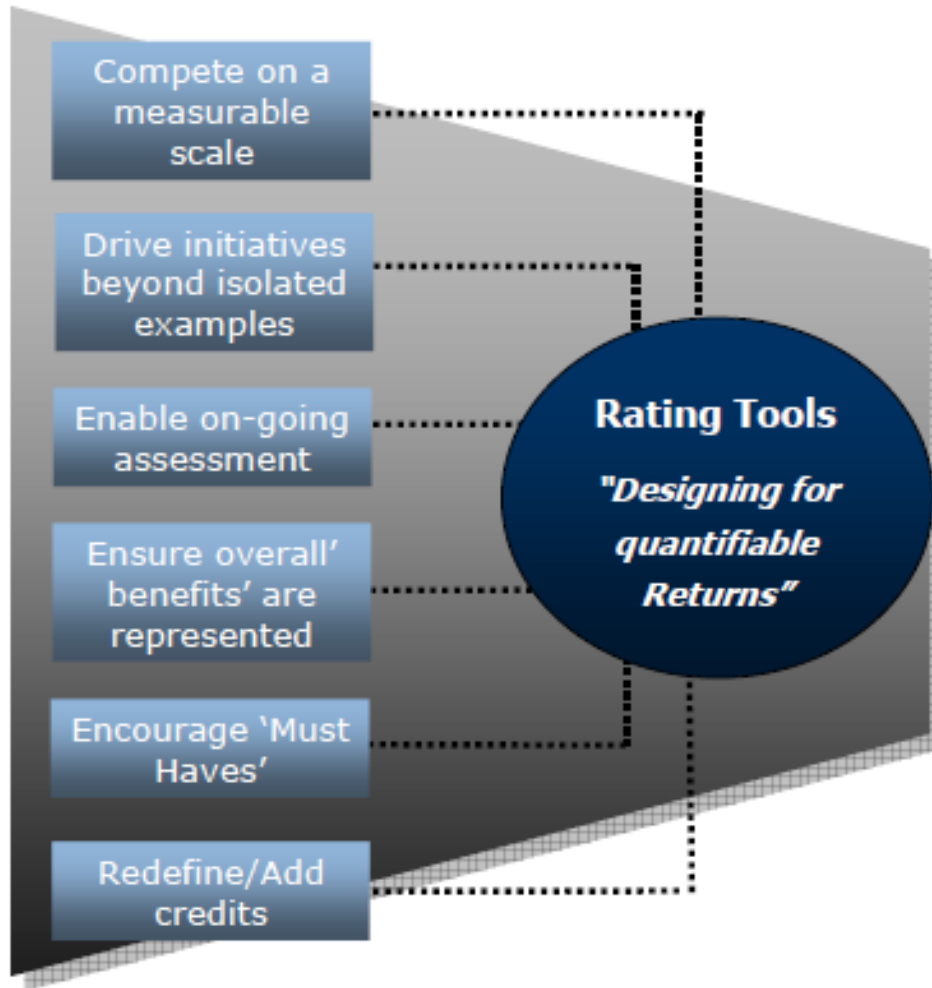 Compete on a
measurable
scale
Drive initiatives
beyond isolated
examples
Enable on-going
assessment
Ensure overall’
benefits’ are
represented
Encourage ‘Must
Haves’
Redefine/Add
credits
Rating Tools
"Designing for
quantifiable
Returns”